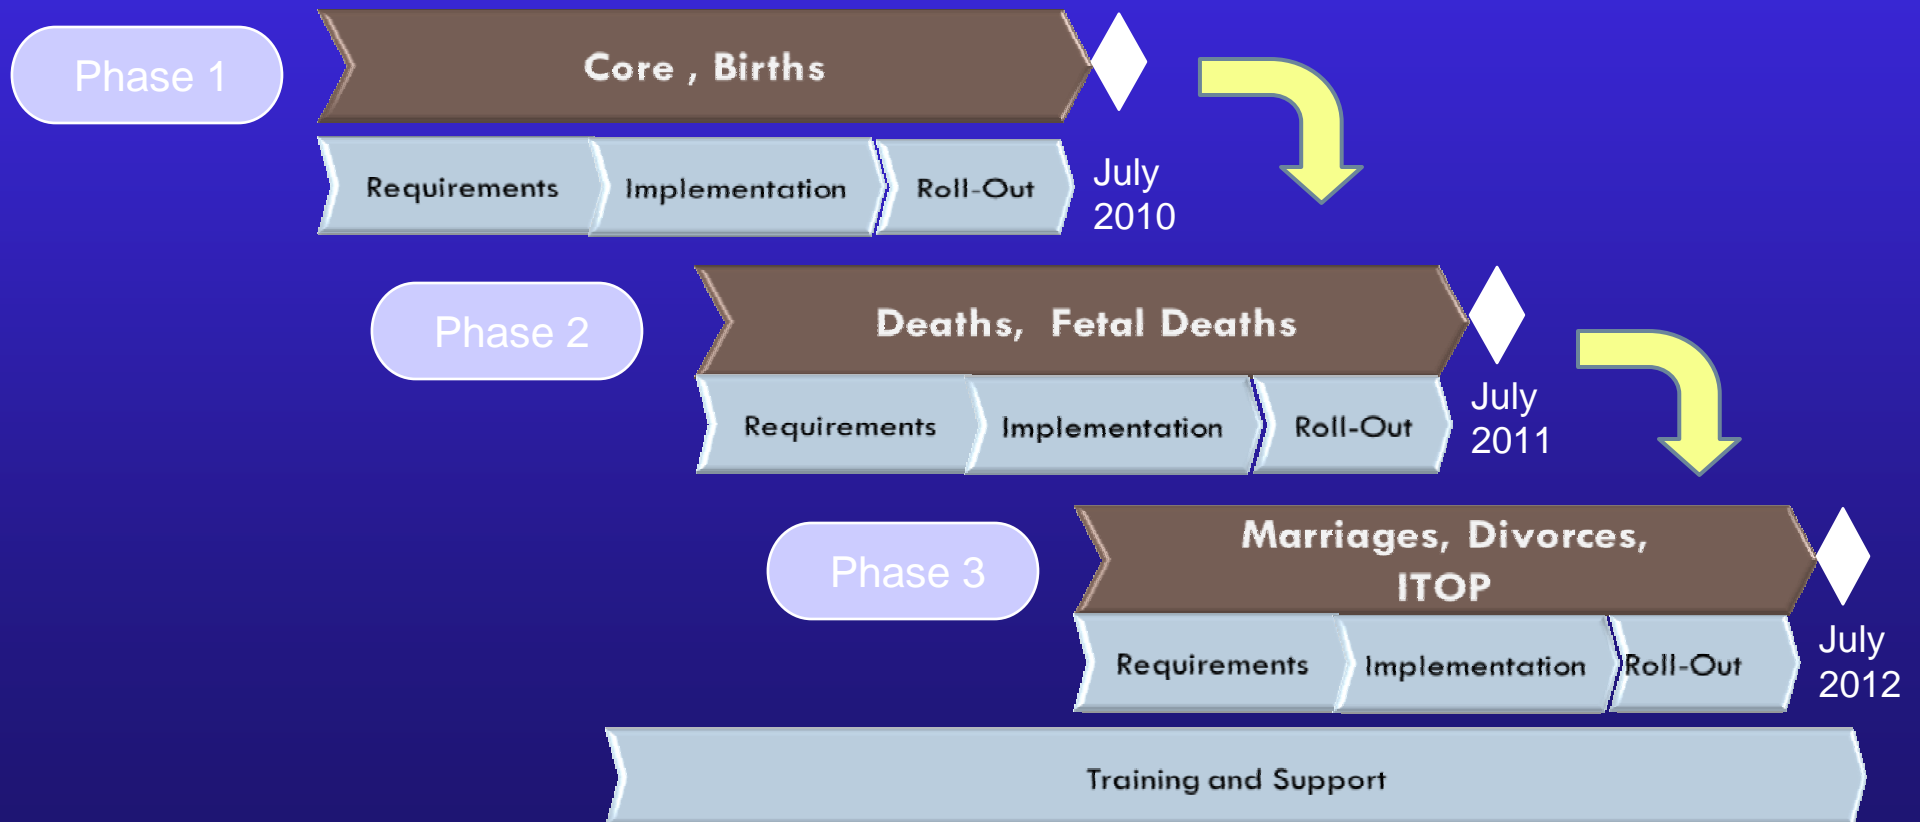 Phase 1
Core , Births
Requirements
Implementation
Roll-Out
July
2010
Phase 2
Deaths, Fetal Deaths
Requirements
Implementation
Roll-Out
July
2011
Phase 3
Marriages, Divorces,
ITOP
Requirements
Implementation
Roll-Out
July
2012
Training and Support